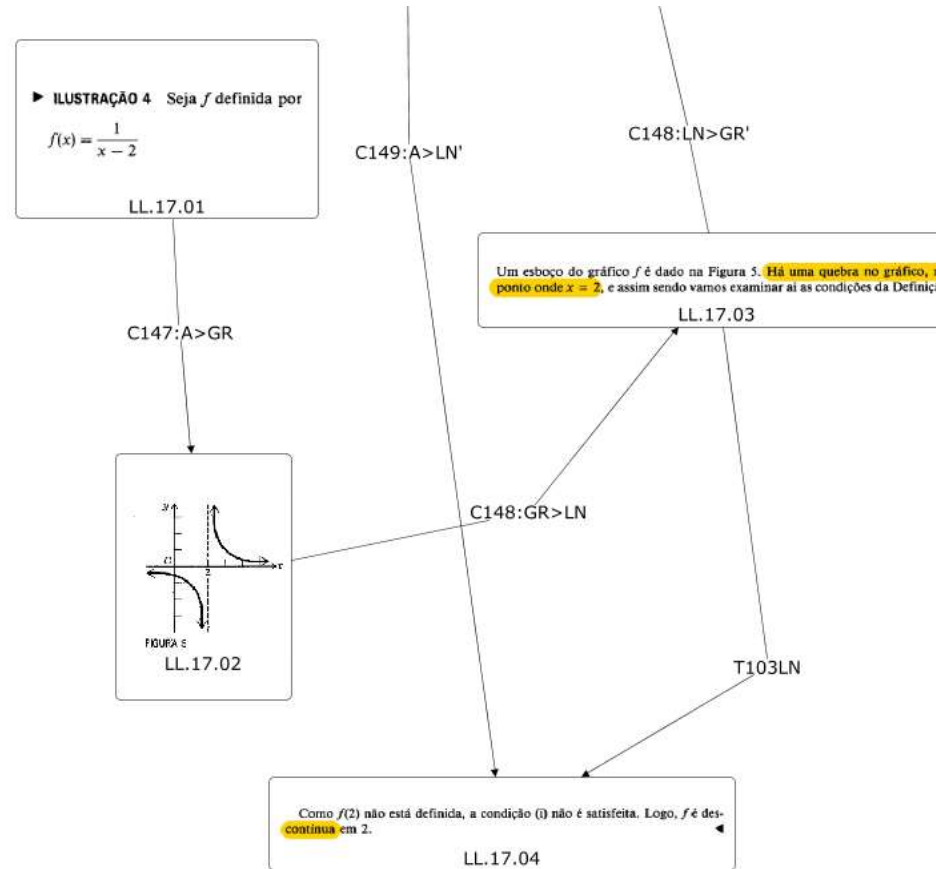 ► ILUSTRAÇÃO 4 Seja f definida por
f(x) = 1 / (x − 2)
LL.17.01
C149:A>LN'
C148:LN>GR'
Um esboço do gráfico f é dado na Figura 5. Há uma quebra no gráfico,
ponto onde x = 2, e assim sendo vamos examinar aí as condições da
LL.17.03
C147:A>GR
C148:GR>LN
2
FIGURA 5
LL.17.02
T103LN
Como f(2) não está definida, a condição (i) não é satisfeita. Logo, f é des-
contínua em 2. ◄
LL.17.04